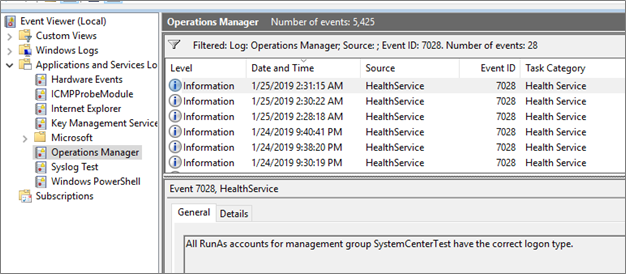 Event Viewer (Local)
Custom Views
Windows Logs
Applications and Services Lo
Hardware Events
ICMPProbeModule
Internet Explorer
Key Management Service
Microsoft
Operations Manager
Syslog Test
Windows PowerShell
Subscriptions
Operations Manager Number of events: 5,425
Filtered: Log: Operations Manager; Source: ; Event ID: 7028. Number of events: 28
Level Date and Time Source Event ID Task Category
Information 1/25/2019 2:31:15 AM HealthService 7028 Health Service
Information 1/25/2019 2:30:22 AM HealthService 7028 Health Service
Information 1/25/2019 2:28:18 AM HealthService 7028 Health Service
Information 1/24/2019 9:40:41 PM HealthService 7028 Health Service
Information 1/24/2019 9:38:20 PM HealthService 7028 Health Service
Information 1/24/2019 9:30:19 PM HealthService 7028 Health Service
Event 7028, HealthService
General Details
All RunAs accounts for management group SystemCenterTest have the correct logon type.